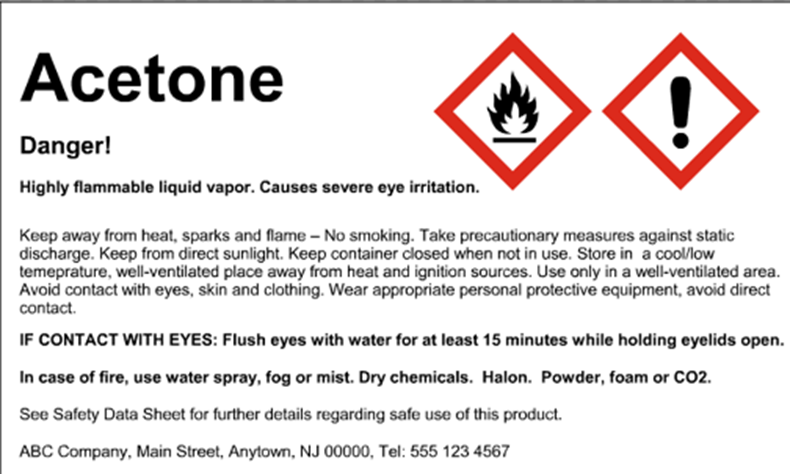 Acetone
Danger!
Highly flammable liquid vapor. Causes severe eye irritation.
Keep away from heat, sparks and flame – No smoking. Take precautionary measures against static
discharge. Keep from direct sunlight. Keep container closed when not in use. Store in  a cool/low
temeprature, well-ventilated place away from heat and ignition sources. Use only in a well-ventilated area.
Avoid contact with eyes, skin and clothing. Wear appropriate personal protective equipment, avoid direct
contact.
IF CONTACT WITH EYES: Flush eyes with water for at least 15 minutes while holding eyelids open.
In case of fire, use water spray, fog or mist. Dry chemicals.  Halon.  Powder, foam or CO2.
See Safety Data Sheet for further details regarding safe use of this product.
ABC Company, Main Street, Anytown, NJ 00000, Tel: 555 123 4567